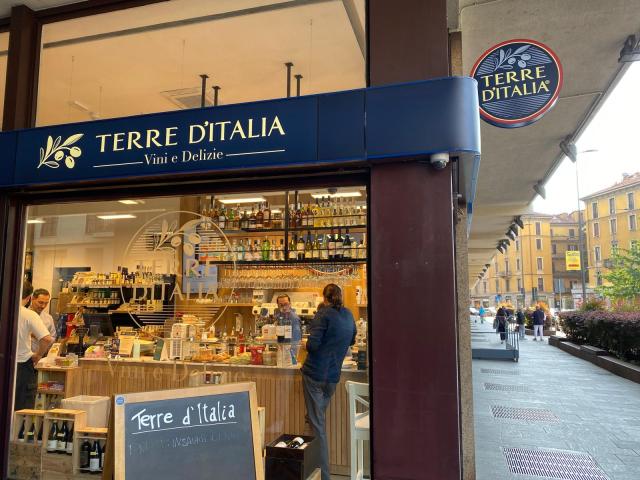 TERRE D'ITALIA
Vini e Delizie
TERRE
D'ITALIA
Terre d'Italia